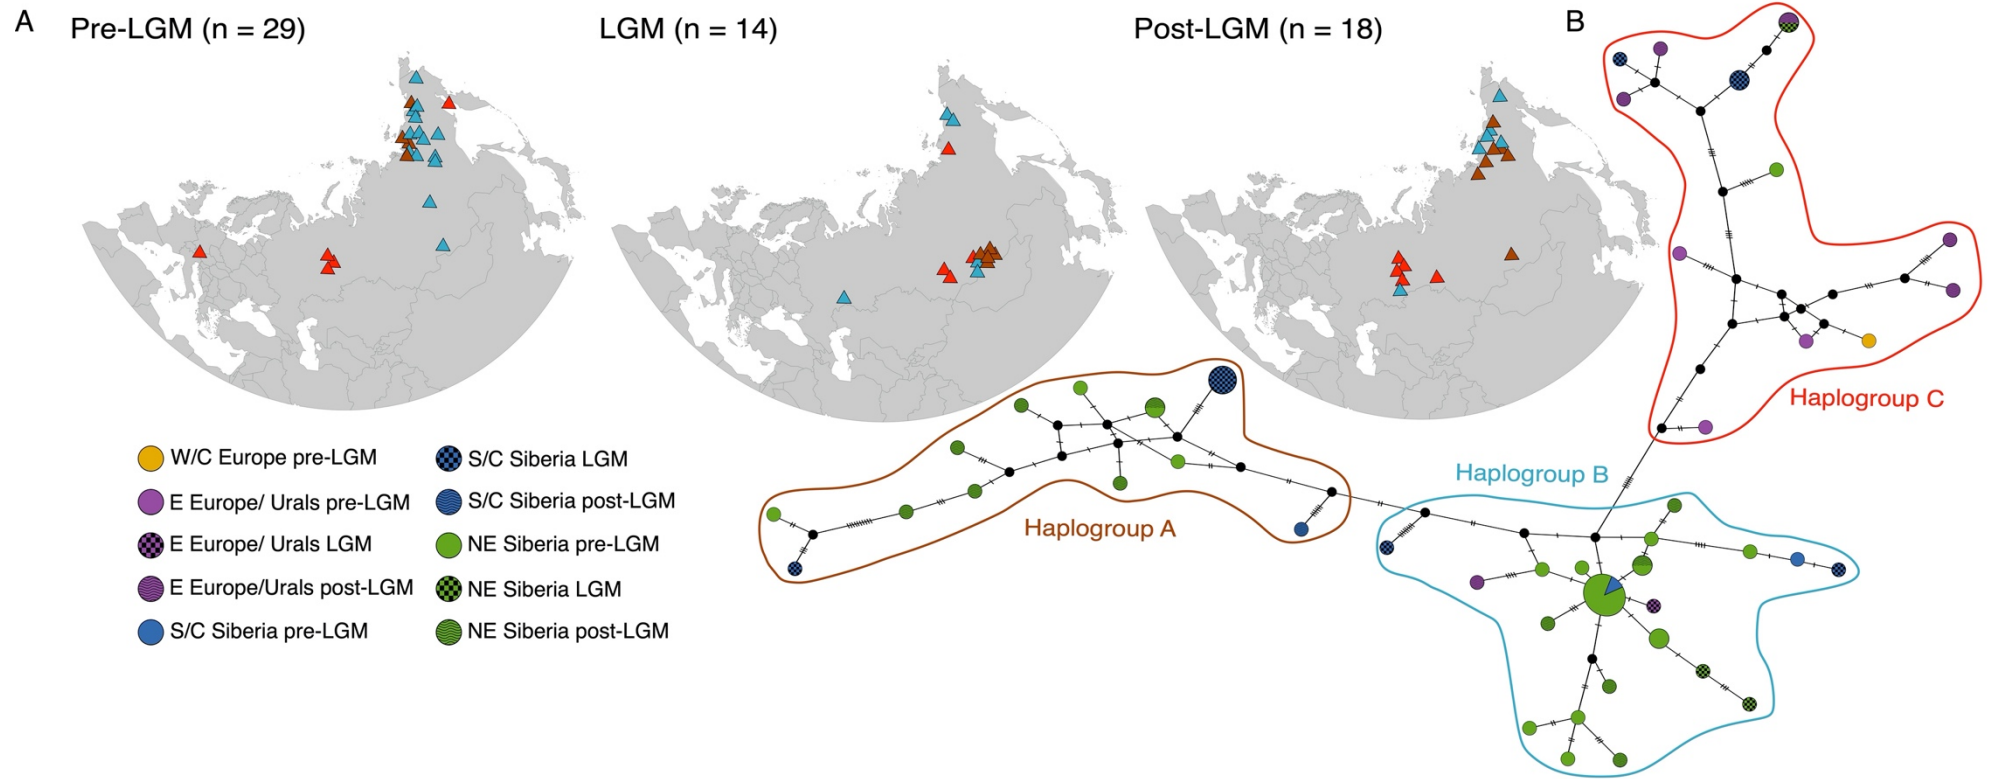 A
Pre-LGM (n = 29)
LGM (n = 14)
Post-LGM (n = 18)
B
Haplogroup C
Haplogroup B
Haplogroup A
W/C Europe pre-LGM
E Europe/ Urals pre-LGM
E Europe/ Urals LGM
E Europe/Urals post-LGM
S/C Siberia pre-LGM
S/C Siberia LGM
S/C Siberia post-LGM
NE Siberia pre-LGM
NE Siberia LGM
NE Siberia post-LGM